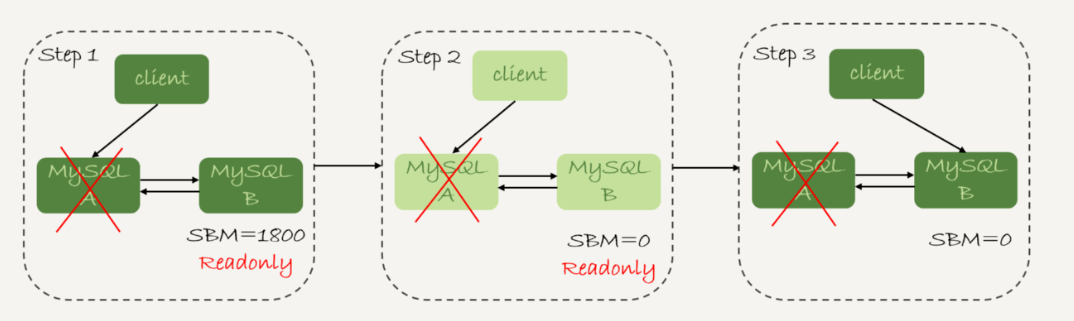 Step 1
client
MySQL
A
MySQL
B
SBM=1800
Readonly
Step 2
client
MySQL
A
MySQL
B
SBM=0
Readonly
Step 3
client
MySQL
A
MySQL
B
SBM=0